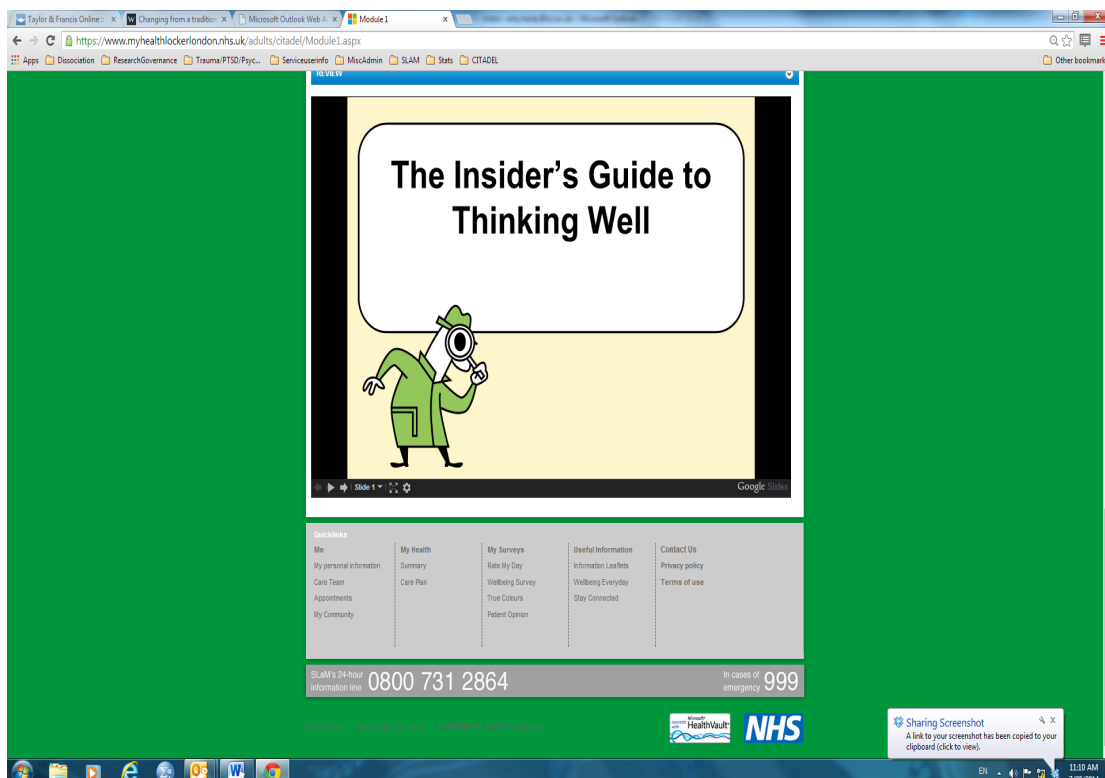 Taylor & Francis Online ::
Changing from a tradition
Microsoft Outlook Web A
Module 1
https://www.myhealthlockerlondon.nhs.uk/adults/citadel/Module1.aspx
Apps Dissociation ResearchGovernance Trauma/PTSD/Psyc... Serviceuserinfo MiscAdmin SLAM Stats CITADEL Other bookmark
REVIEW
The Insider's Guide to
Thinking Well
Slide 1
Google Slides
Quicklinks
Me My Health My Surveys Useful Information Contact Us
My personal information Summary Rate My Day Information Leaflets Privacy policy
Care Team Care Plan Wellbeing Survey Wellbeing Everyday Terms of use
Appointments True Colours Stay Connected
My Community Patient Opinion
SLaM's 24-hour
information line 0800 731 2864
In cases of
emergency 999
Microsoft
HealthVault
NHS
Sharing Screenshot
A link to your screenshot has been copied to your
clipboard (click to view).
EN 11:10 AM